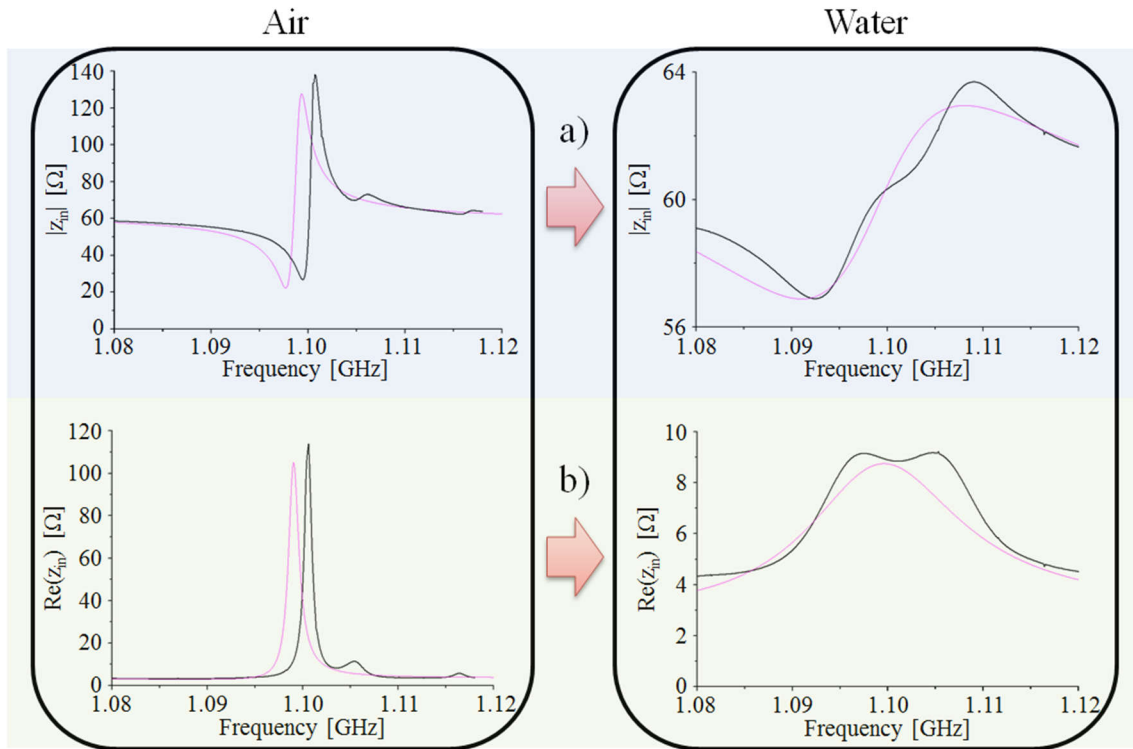 Air
Water
a)
140
120
100
80
60
40
20
0
|z_in| [Ω]
1.08 1.09 1.10 1.11 1.12
Frequency [GHz]
64
60
56
|z_in| [Ω]
1.08 1.09 1.10 1.11 1.12
Frequency [GHz]
b)
120
100
80
60
40
20
0
Re(z_in) [Ω]
1.08 1.09 1.10 1.11 1.12
Frequency [GHz]
10
8
6
4
2
0
Re(z_in) [Ω]
1.08 1.09 1.10 1.11 1.12
Frequency [GHz]